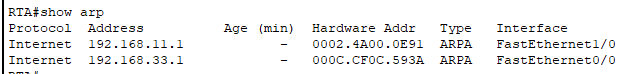 RTA#show arp
Protocol  Address          Age (min)  Hardware Addr   Type   Interface
Internet  192.168.11.1            -   0002.4A00.0E91  ARPA   FastEthernet1/0
Internet  192.168.33.1            -   000C.CF0C.593A  ARPA   FastEthernet0/0